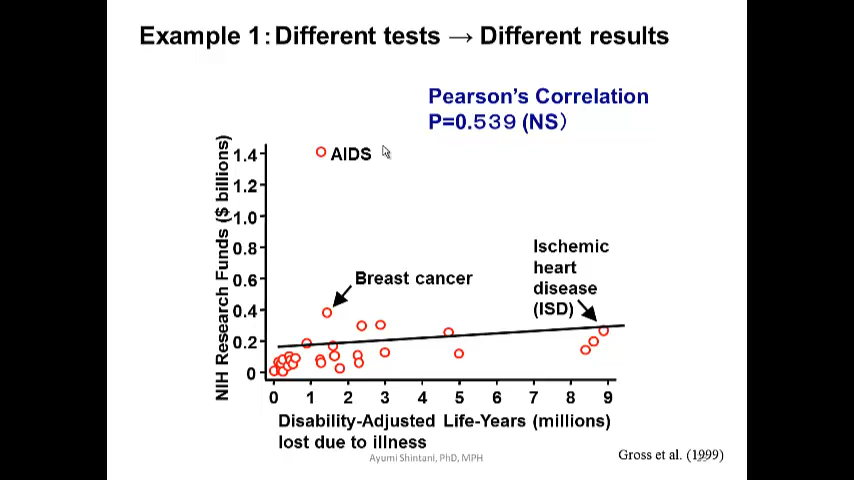 Example 1:Different tests → Different results
Pearson's Correlation
P=0.539 (NS)
NIH Research Funds ($ billions)
1.4
1.2
1.0
0.8
0.6
0.4
0.2
0
AIDS
Breast cancer
Ischemic
heart
disease
(ISD)
0 1 2 3 4 5 6 7 8 9
Disability-Adjusted Life-Years (millions)
lost due to illness
Ayumi Shintani, PhD, MPH
Gross et al. (1999)